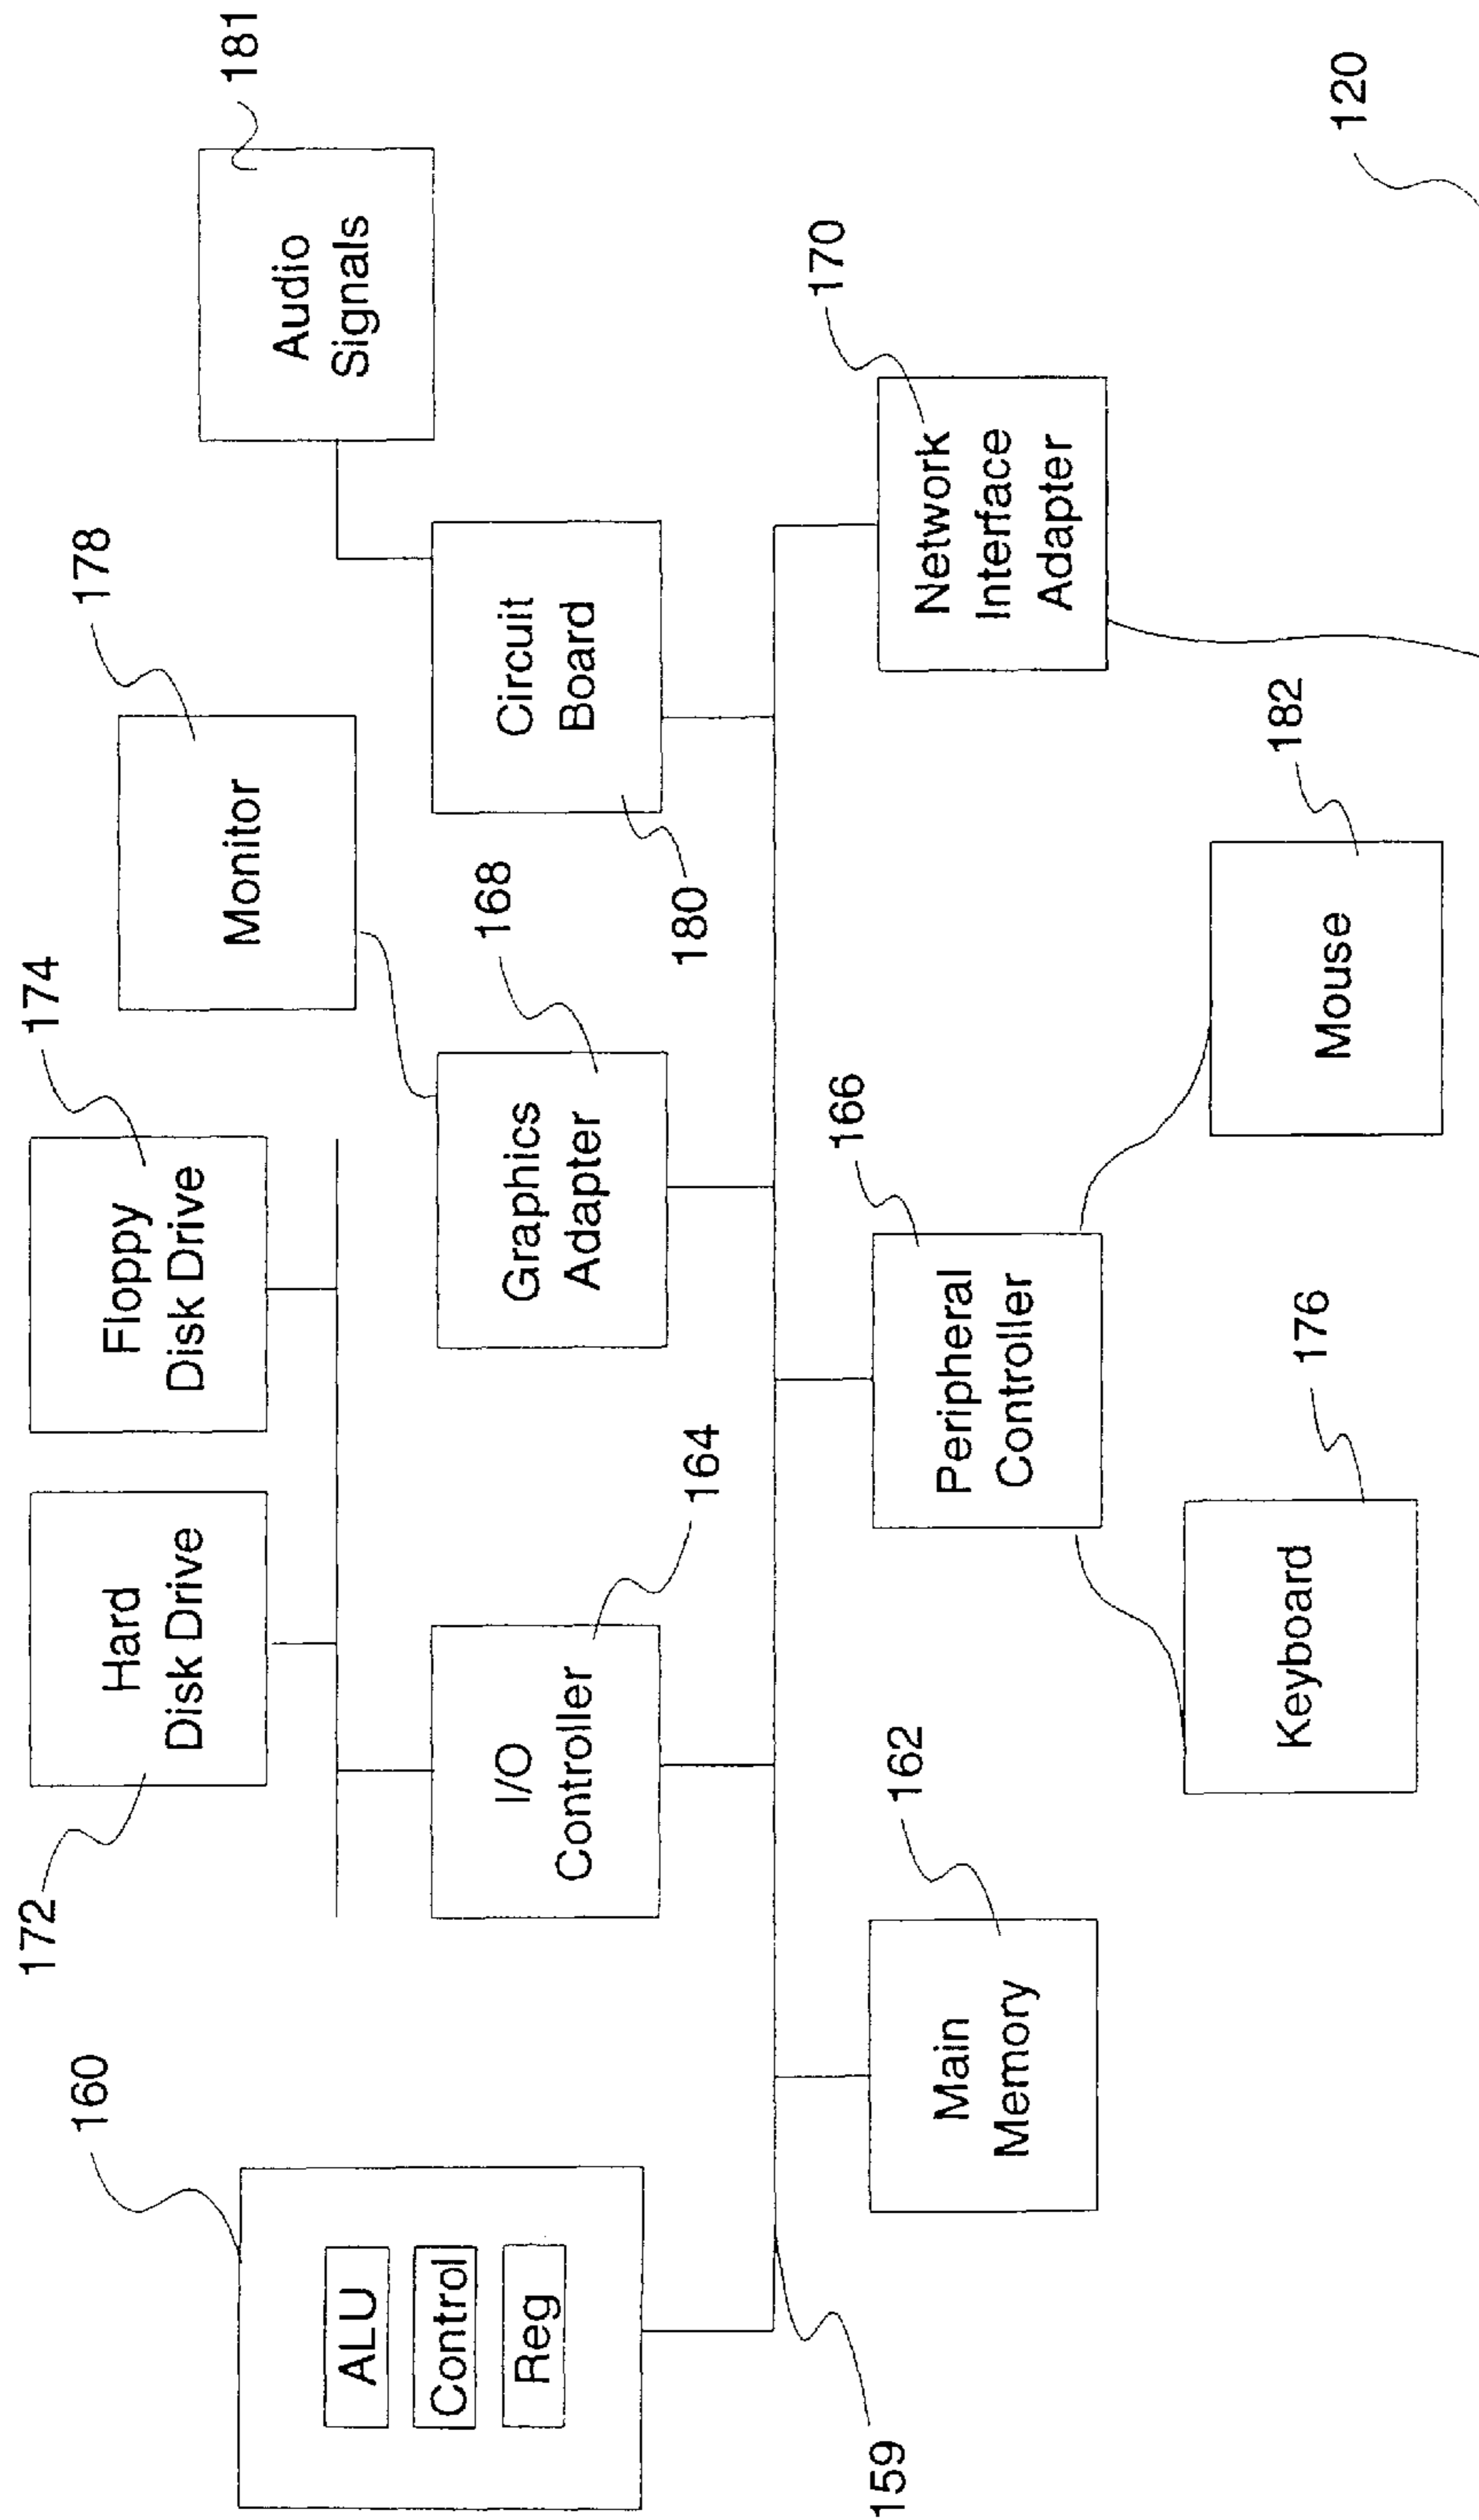 172
Hard
Disk Drive
Floppy
Disk Drive
174
Monitor
178
Audio
Signals
181
160
ALU
Control
Reg
I/O
Controller
164
Graphics
Adapter
168
Circuit
Board
180
159
Main
Memory
162
Peripheral
Controller
166
Network
Interface
Adapter
170
Keyboard
176
Mouse
182
120